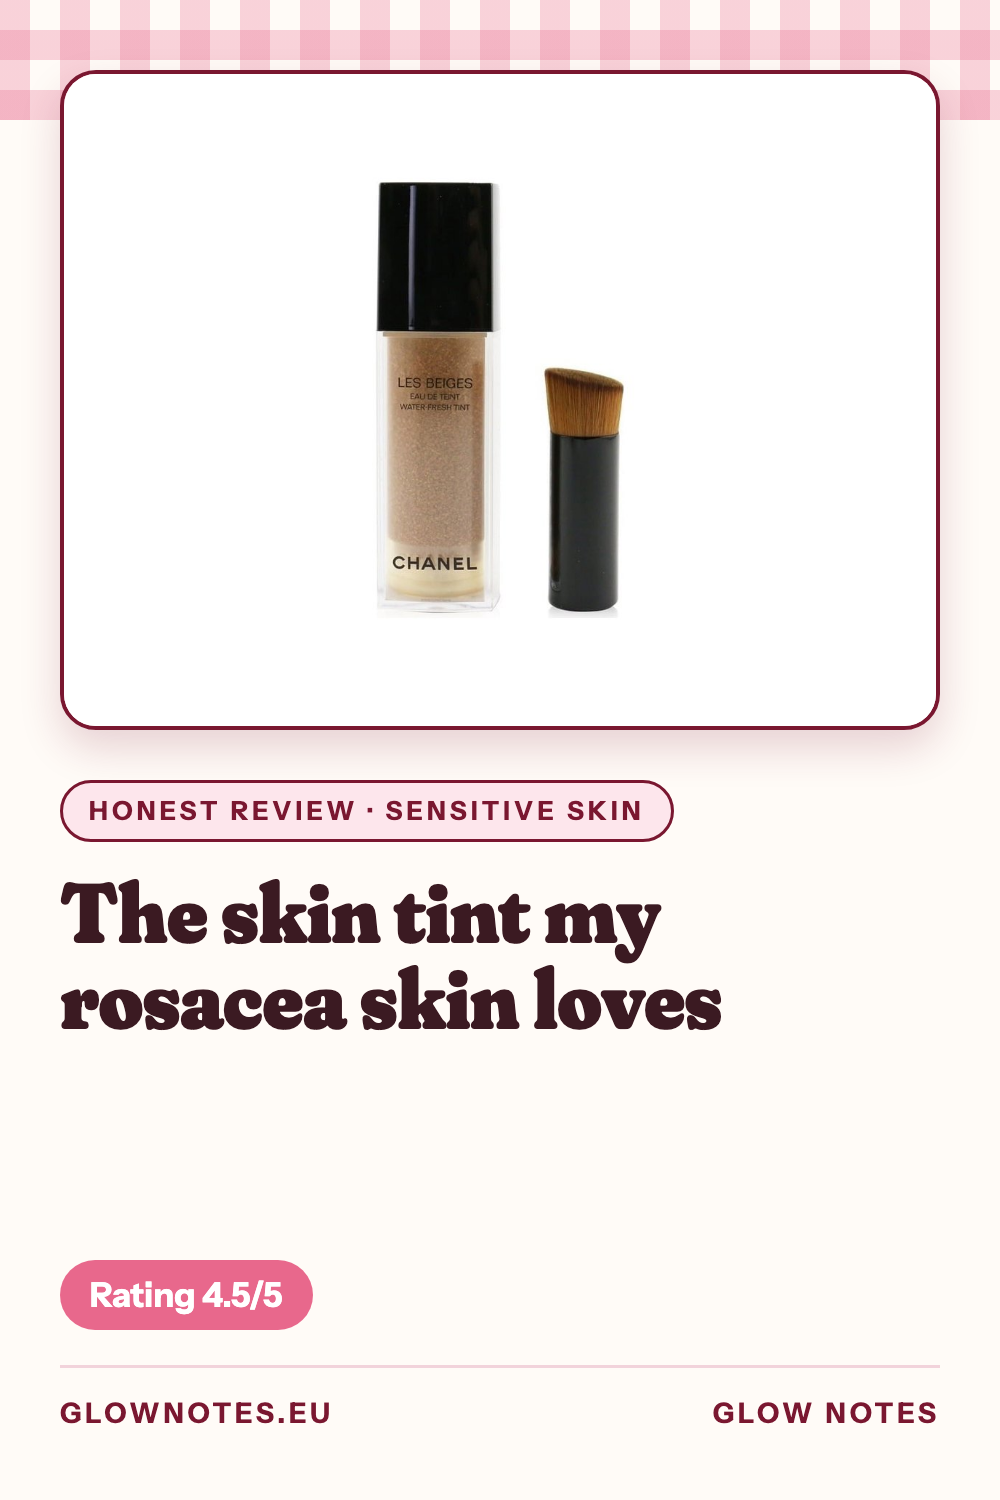 LES BEIGES
EAU DE TEINT
WATER-FRESH TINT
CHANEL
HONEST REVIEW · SENSITIVE SKIN
The skin tint my
rosacea skin loves
Rating 4.5/5
GLOWNOTES.EU
GLOW NOTES